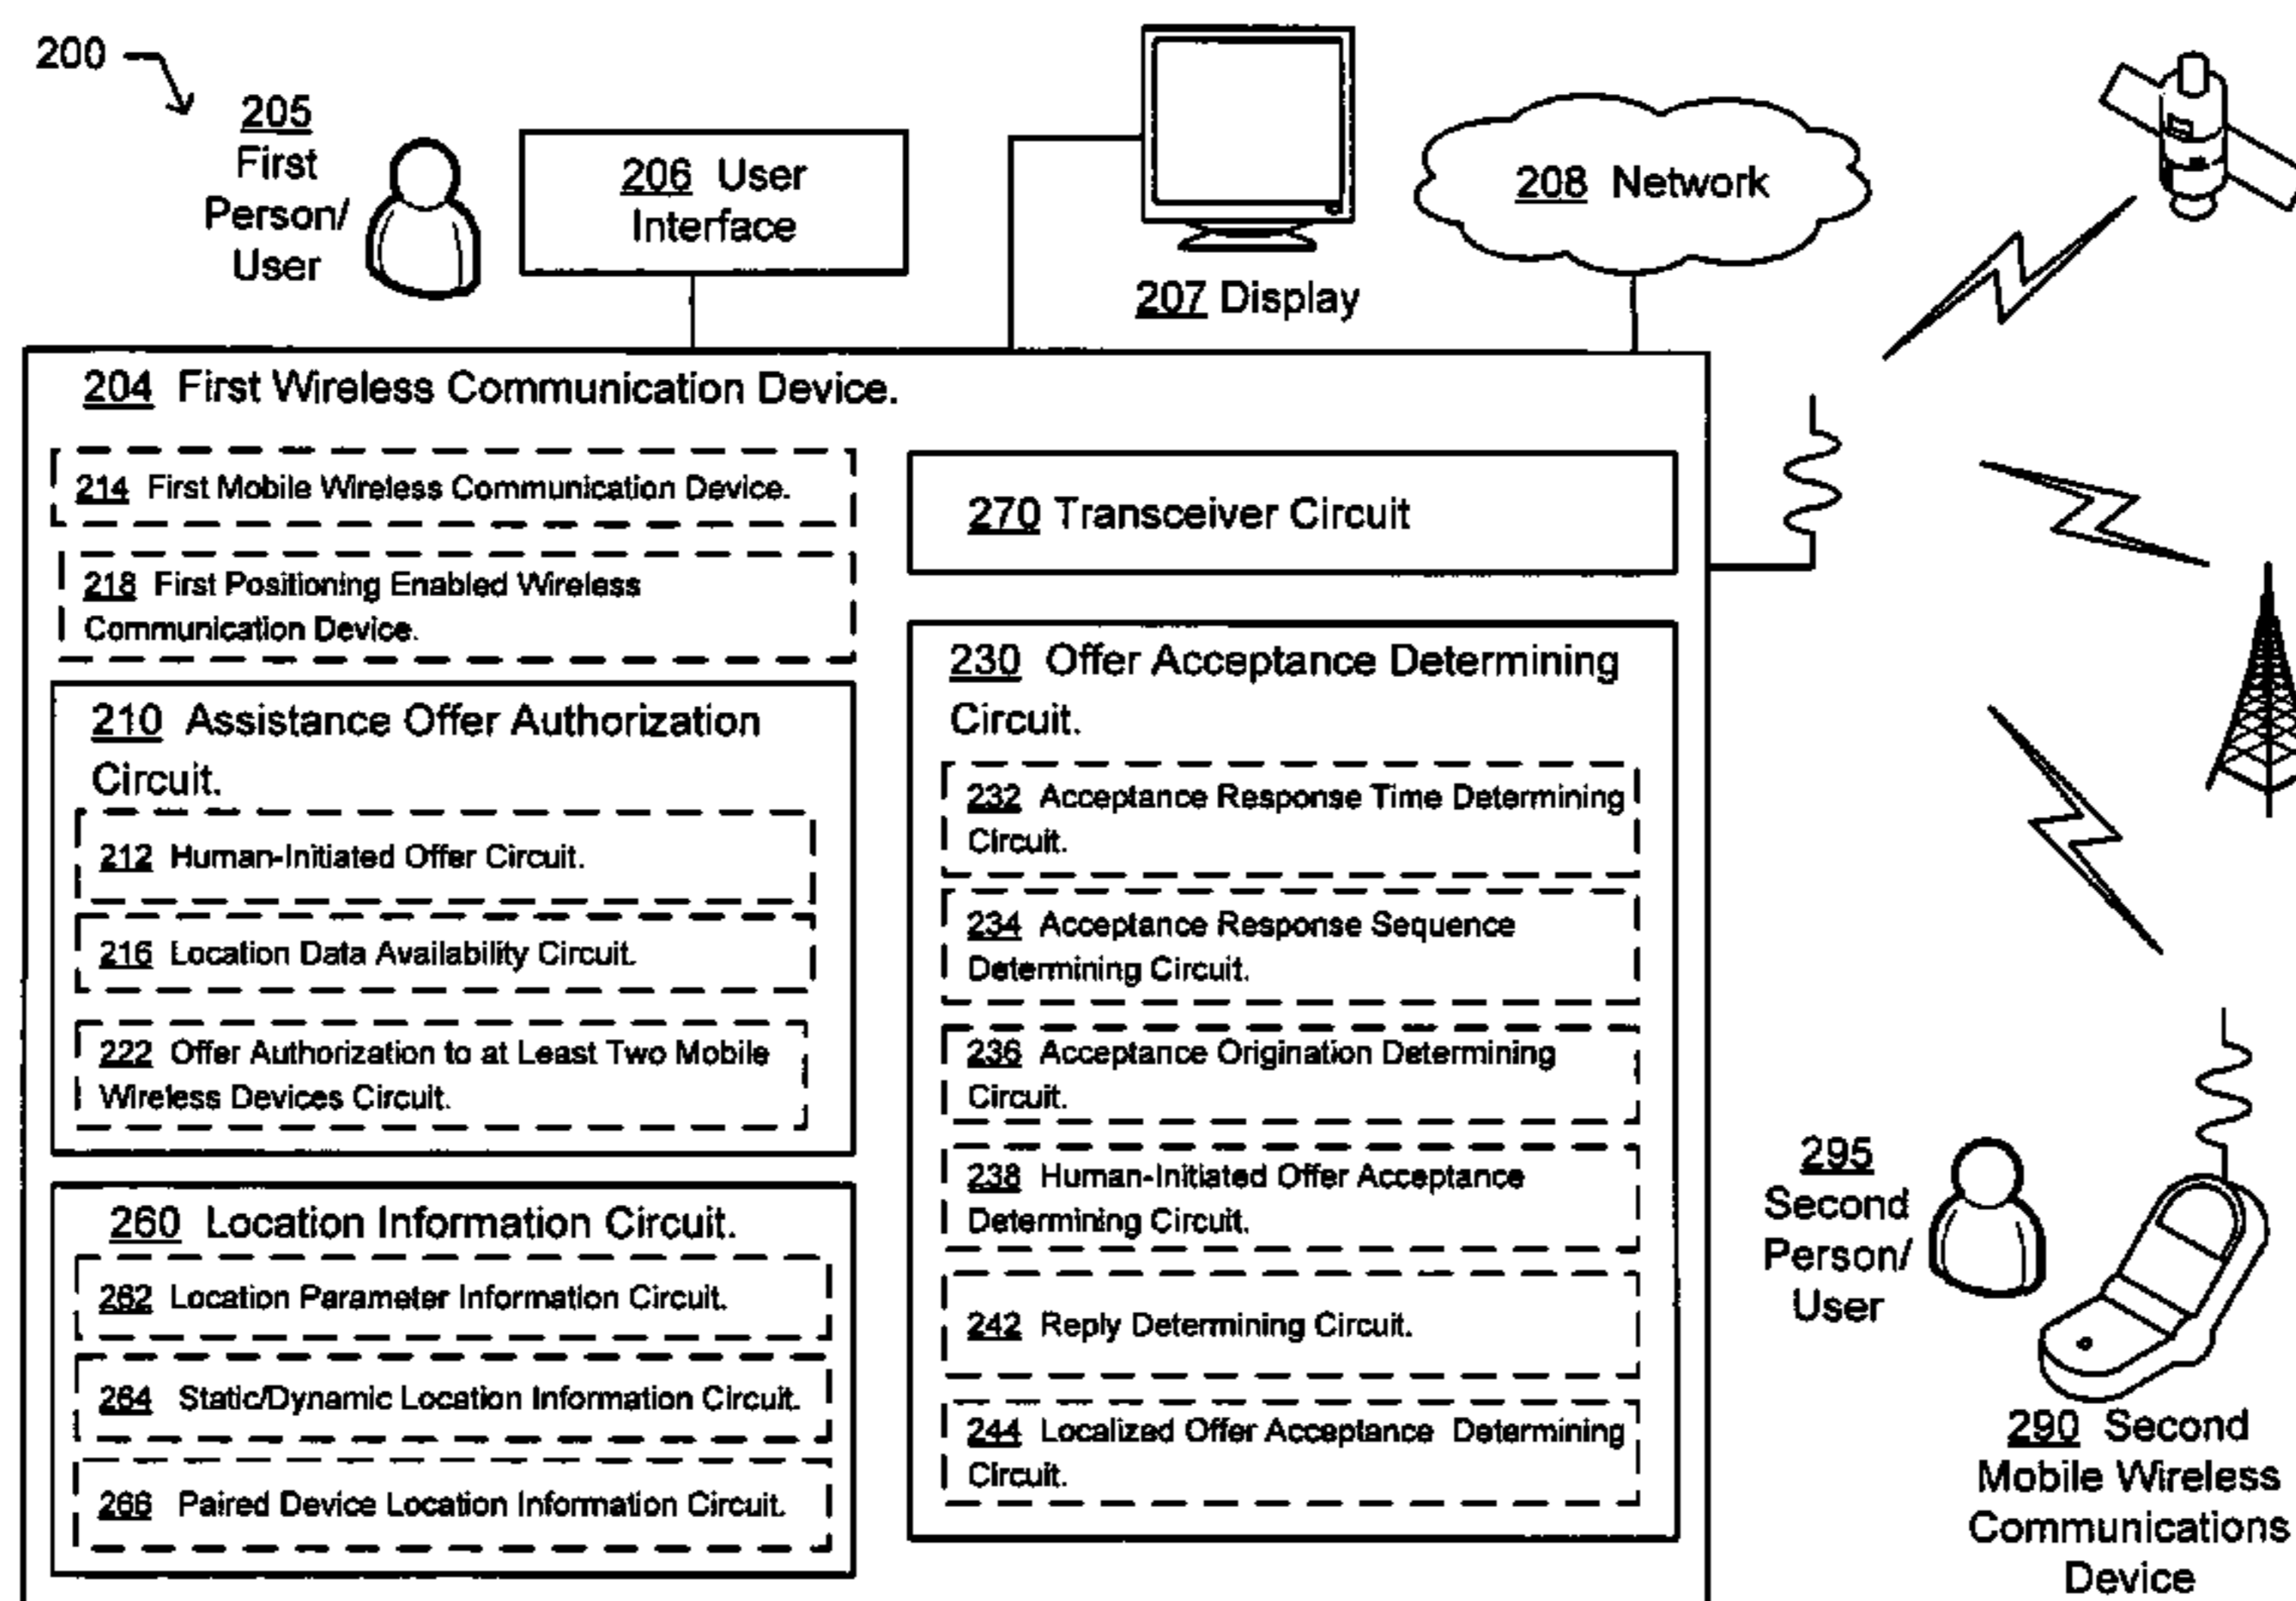 200
205
First
Person/
User
206 User
Interface
207 Display
208 Network
204 First Wireless Communication Device.
214 First Mobile Wireless Communication Device.
218 First Positioning Enabled Wireless
Communication Device.
210 Assistance Offer Authorization
Circuit.
212 Human-Initiated Offer Circuit.
216 Location Data Availability Circuit.
222 Offer Authorization to at Least Two Mobile
Wireless Devices Circuit.
260 Location Information Circuit.
262 Location Parameter Information Circuit.
264 Static/Dynamic Location Information Circuit.
266 Paired Device Location Information Circuit.
270 Transceiver Circuit
230 Offer Acceptance Determining
Circuit.
232 Acceptance Response Time Determining
Circuit.
234 Acceptance Response Sequence
Determining Circuit.
236 Acceptance Origination Determining
Circuit.
238 Human-Initiated Offer Acceptance
Determining Circuit.
242 Reply Determining Circuit.
244 Localized Offer Acceptance Determining
Circuit.
295
Second
Person/
User
290 Second
Mobile Wireless
Communications
Device